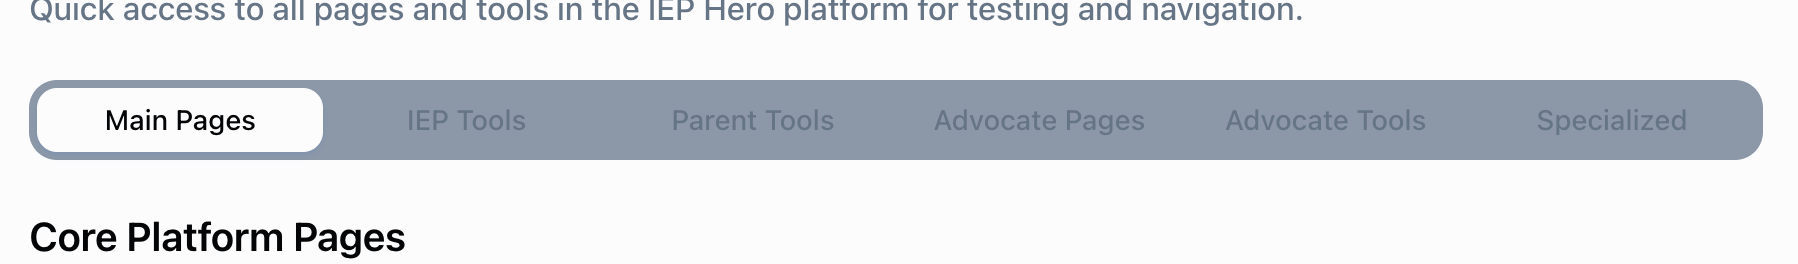 Quick access to all pages and tools in the IEP Hero platform for testing and navigation.
Main Pages IEP Tools Parent Tools Advocate Pages Advocate Tools Specialized
Core Platform Pages